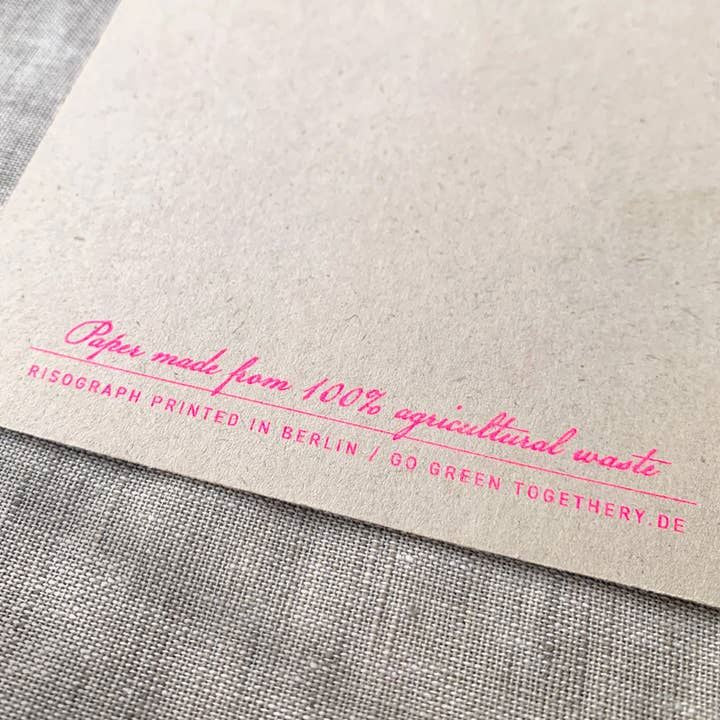 Paper made from 100% agricultural waste
RISOGRAPH PRINTED IN BERLIN / GO GREEN TOGETHERY.DE